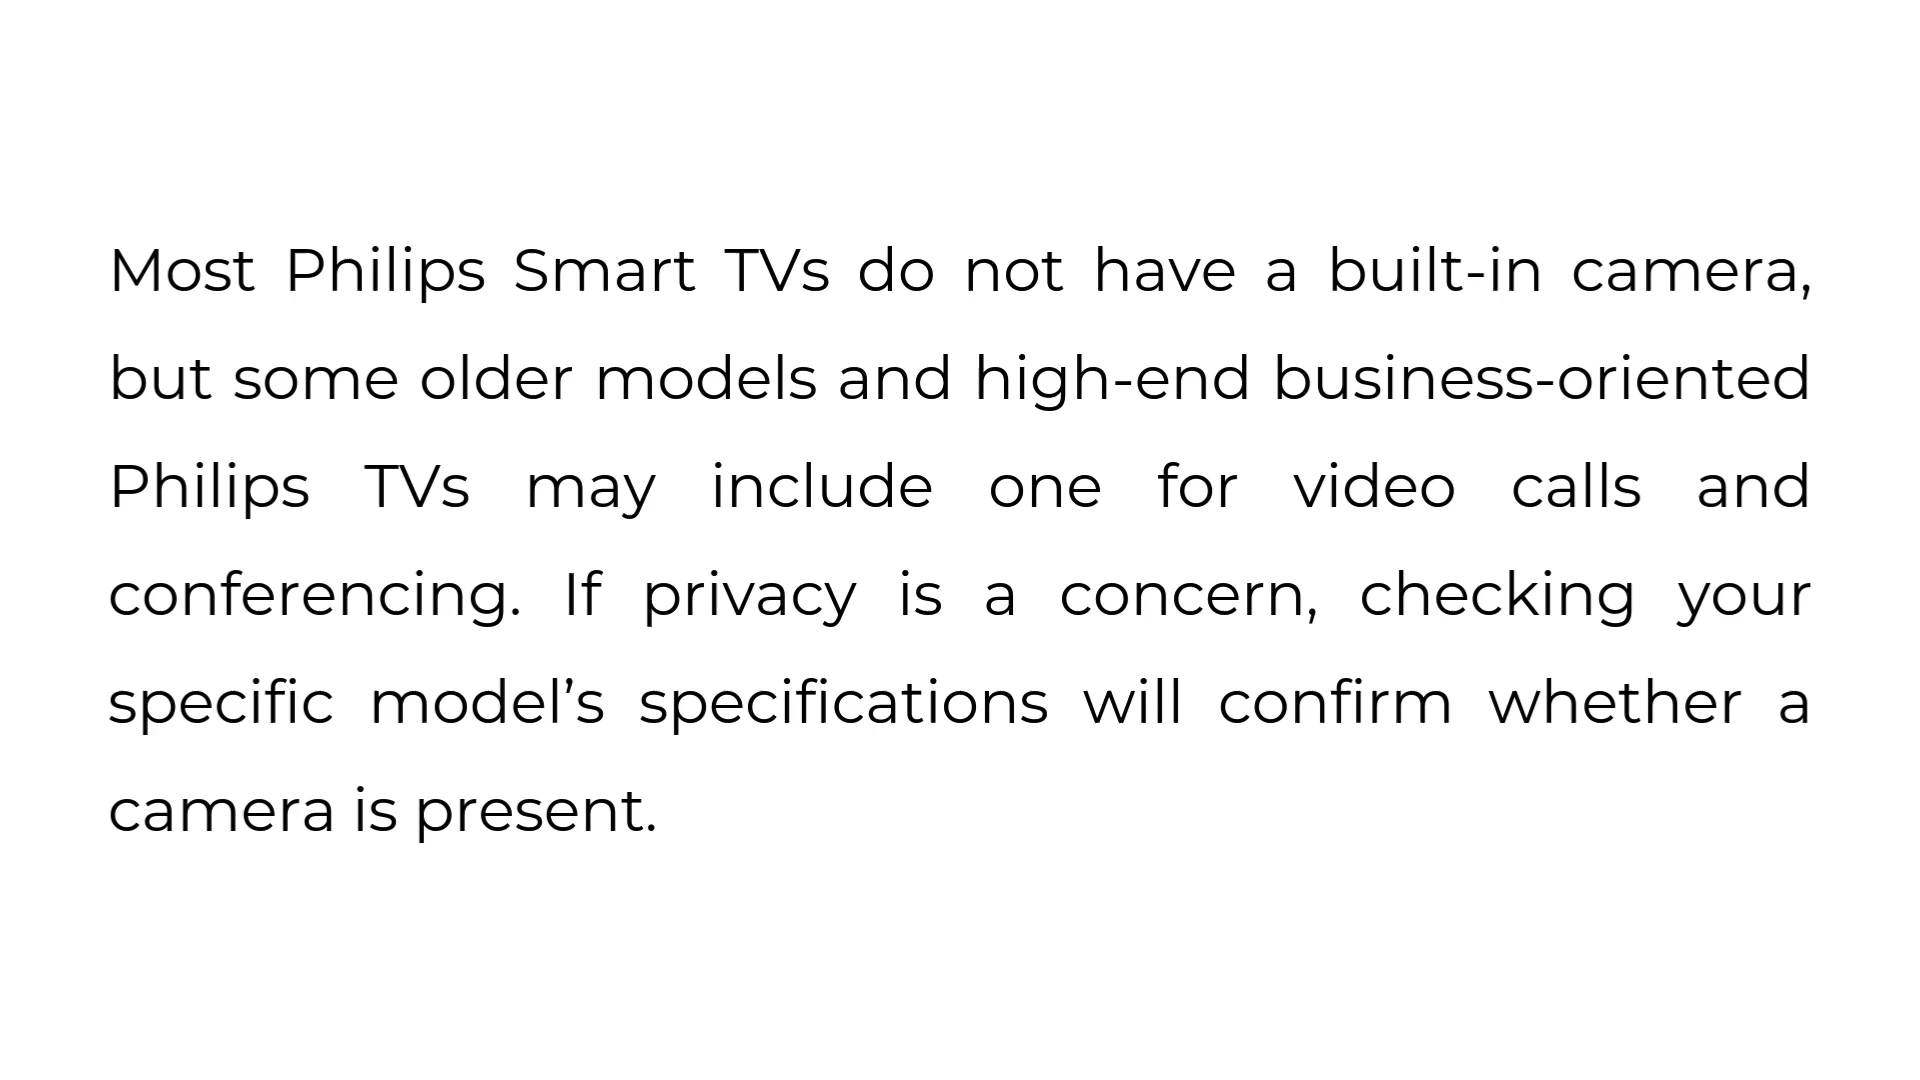 Most Philips Smart TVs do not have a built-in camera,
but some older models and high-end business-oriented
Philips TVs may include one for video calls and
conferencing. If privacy is a concern, checking your
specific model’s specifications will confirm whether a
camera is present.